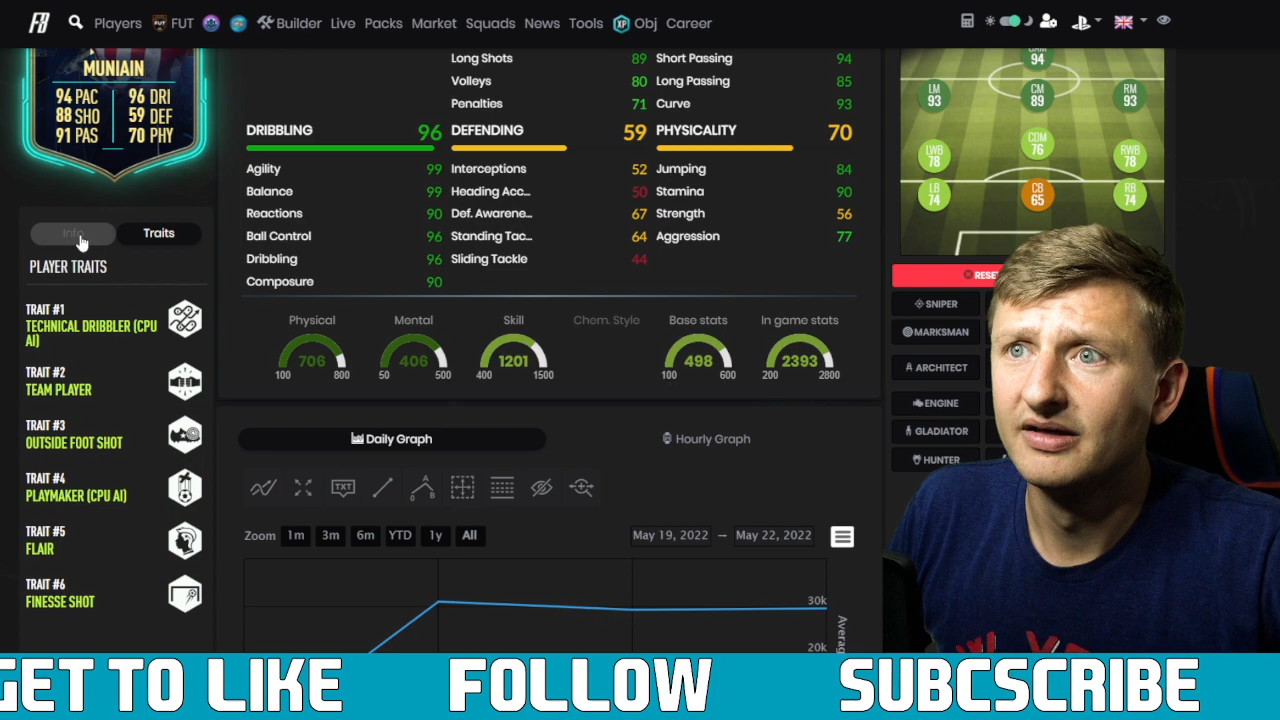 F8 Players FUT Builder Live Packs Market Squads News Tools XP Obj Career
MUNIAIN
94 PAC 96 DRI
88 SHO 59 DEF
91 PAS 70 PHY
Info Traits
PLAYER TRAITS
TRAIT #1
TECHNICAL DRIBBLER (CPU
AI)
TRAIT #2
TEAM PLAYER
TRAIT #3
OUTSIDE FOOT SHOT
TRAIT #4
PLAYMAKER (CPU AI)
TRAIT #5
FLAIR
TRAIT #6
FINESSE SHOT
Long Shots 89 Short Passing 94
Volleys 80 Long Passing 85
Penalties 71 Curve 93
DRIBBLING 96 DEFENDING 59 PHYSICALITY 70
Agility 99 Interceptions 52 Jumping 84
Balance 99 Heading Acc... 50 Stamina 90
Reactions 90 Def. Awarene... 67 Strength 56
Ball Control 96 Standing Tac... 64 Aggression 77
Dribbling 96 Sliding Tackle 44
Composure 90
Physical Mental Skill Chem. Style Base stats In game stats
706 406 1201 498 2393
100 800 50 500 400 1500 100 600 200 2800
Daily Graph Hourly Graph
TXT
Zoom 1m 3m 6m YTD 1y All May 19, 2022 → May 22, 2022
30k
20k
94
LM 93 CM 89 RM 93
LWB 78 CDM 76 RWB 78
LB 74 CB 65 RB 74
SNIPER
MARKSMAN
ARCHITECT
ENGINE
GLADIATOR
HUNTER
GET TO LIKE FOLLOW SUBCSCRIBE